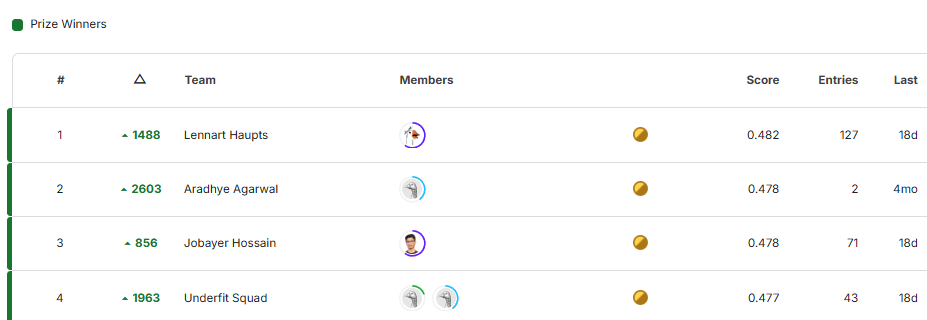 Prize Winners
# △ Team Members Score Entries Last
1 1488 Lennart Haupts 0.482 127 18d
2 2603 Aradhye Agarwal 0.478 2 4mo
3 856 Jobayer Hossain 0.478 71 18d
4 1963 Underfit Squad 0.477 43 18d